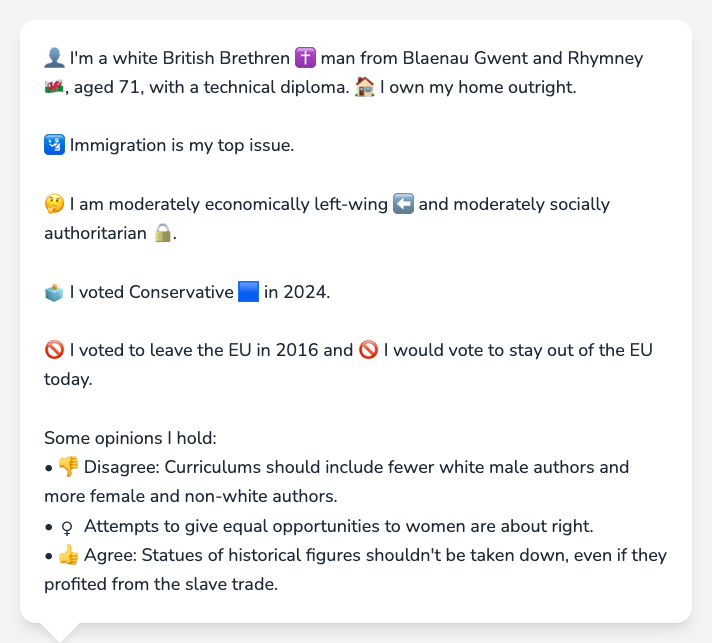 👤 I'm a white British Brethren ✝️ man from Blaenau Gwent and Rhymney
🏴󠁧󠁢󠁷󠁬󠁳󠁿, aged 71, with a technical diploma. 🏠 I own my home outright.
🛂 Immigration is my top issue.
🤔 I am moderately economically left-wing ⬅️ and moderately socially
authoritarian 🔒.
🗳️ I voted Conservative 🟦 in 2024.
🚫 I voted to leave the EU in 2016 and 🚫 I would vote to stay out of the EU
today.
Some opinions I hold:
• 👎 Disagree: Curriculums should include fewer white male authors and
more female and non-white authors.
• ♀ Attempts to give equal opportunities to women are about right.
• 👍 Agree: Statues of historical figures shouldn't be taken down, even if they
profited from the slave trade.